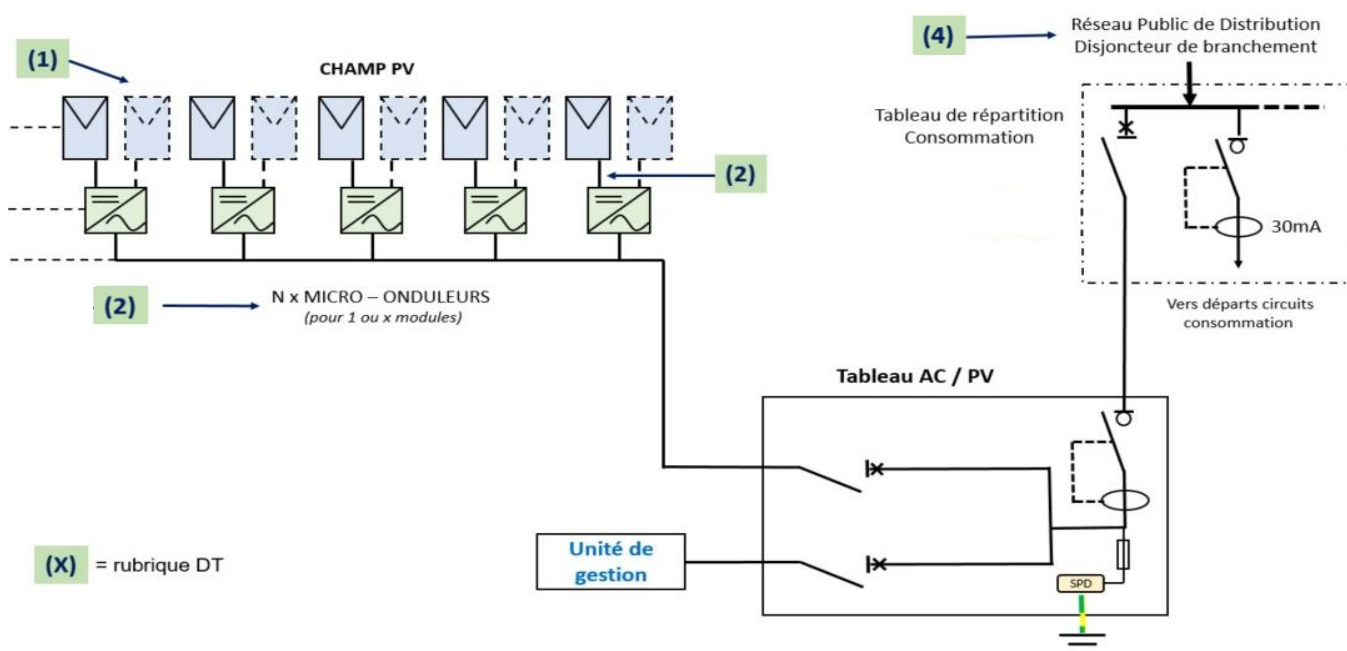 (4)
Réseau Public de Distribution
Disjoncteur de branchement
(1)
CHAMP PV
Tableau de répartition
Consommation
(2)
30mA
(2)
N x MICRO – ONDULEURS
(pour 1 ou x modules)
Vers départs circuits
consommation
Tableau AC / PV
Unité de
gestion
(X) = rubrique DT
SPD